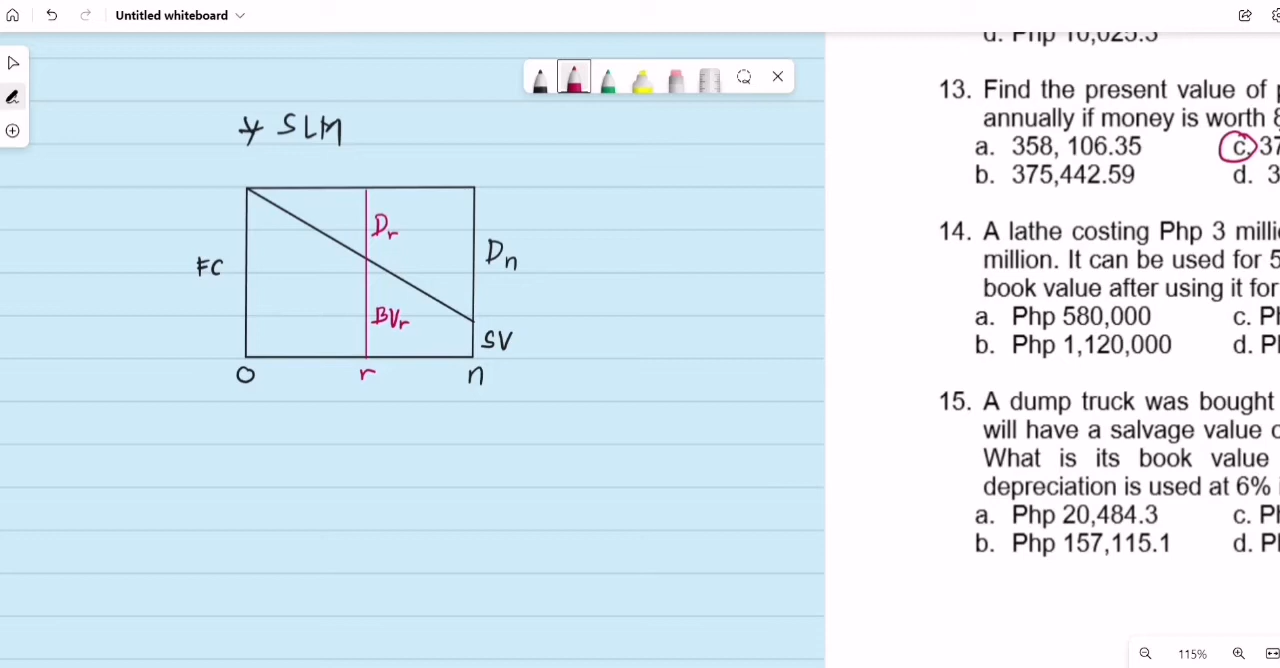 Untitled whiteboard
* SLM
FC
Dr
BVr
Dn
SV
0
r
n
d. Php 10,025.3
13. Find the present value of
annually if money is worth
a. 358, 106.35
c. 37
b. 375,442.59
d. 3
14. A lathe costing Php 3
million. It can be used for 5
book value after using it for
a. Php 580,000
c.
b. Php 1,120,000
d.
15. A dump truck was bought
will have a salvage value
What is its book value
depreciation is used at 6%
a. Php 20,484.3
c.
b. Php 157,115.1
d.
115%